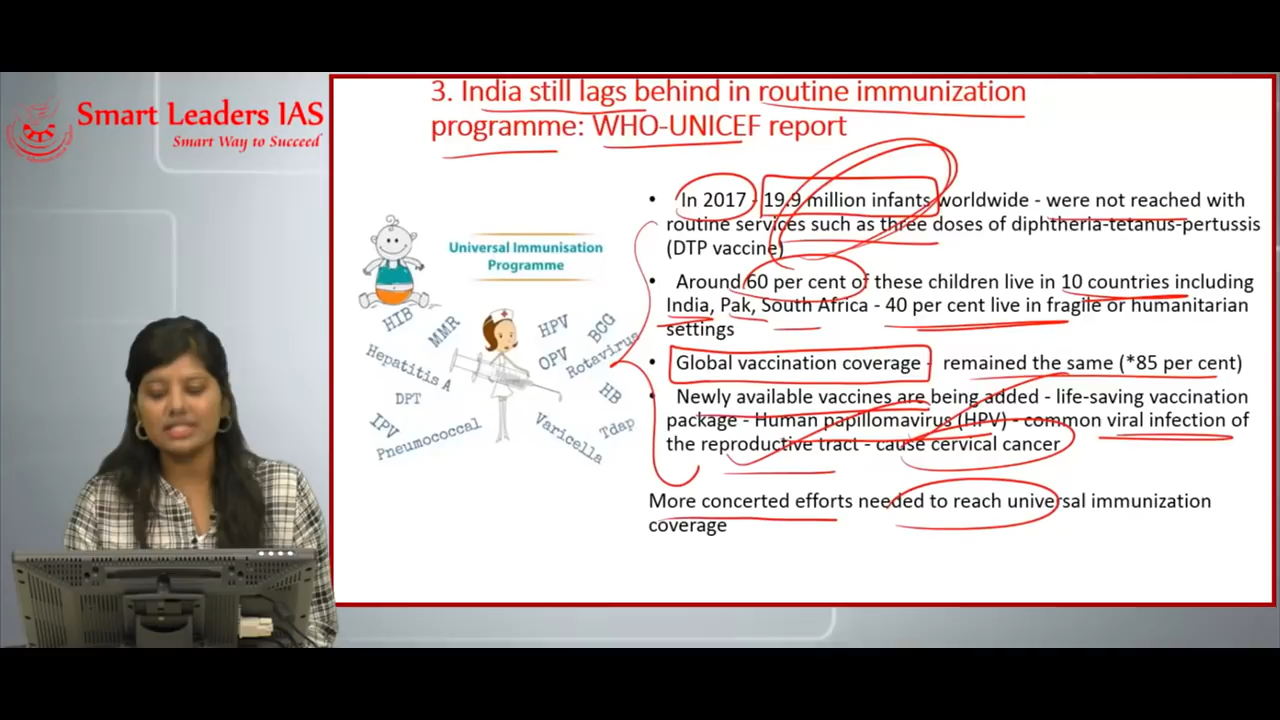 Smart Leaders IAS
Smart Way to Succeed
3. India still lags behind in routine immunization
programme: WHO-UNICEF report
Universal Immunisation
Programme
HIB
MMR
HPV
BCG
Hepatitis A
OPV
Rotavirus
DPT
HB
IPV
Pneumococcal
Varicella
Tdap
• In 2017 - 19.9 million infants worldwide - were not reached with
routine services such as three doses of diphtheria-tetanus-pertussis
(DTP vaccine)
• Around 60 per cent of these children live in 10 countries including
India, Pak, South Africa - 40 per cent live in fragile or humanitarian
settings
• Global vaccination coverage - remained the same (*85 per cent)
• Newly available vaccines are being added - life-saving vaccination
package - Human papillomavirus (HPV) - common viral infection of
the reproductive tract - cause cervical cancer
More concerted efforts needed to reach universal immunization
coverage